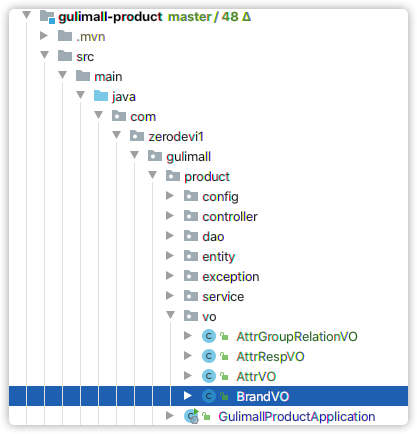 gulimall-product master / 48 Δ
.mvn
src
main
java
com
zerodevi1
gulimall
product
config
controller
dao
entity
exception
service
vo
AttrGroupRelationVO
AttrRespVO
AttrVO
BrandVO
GulimallProductApplication